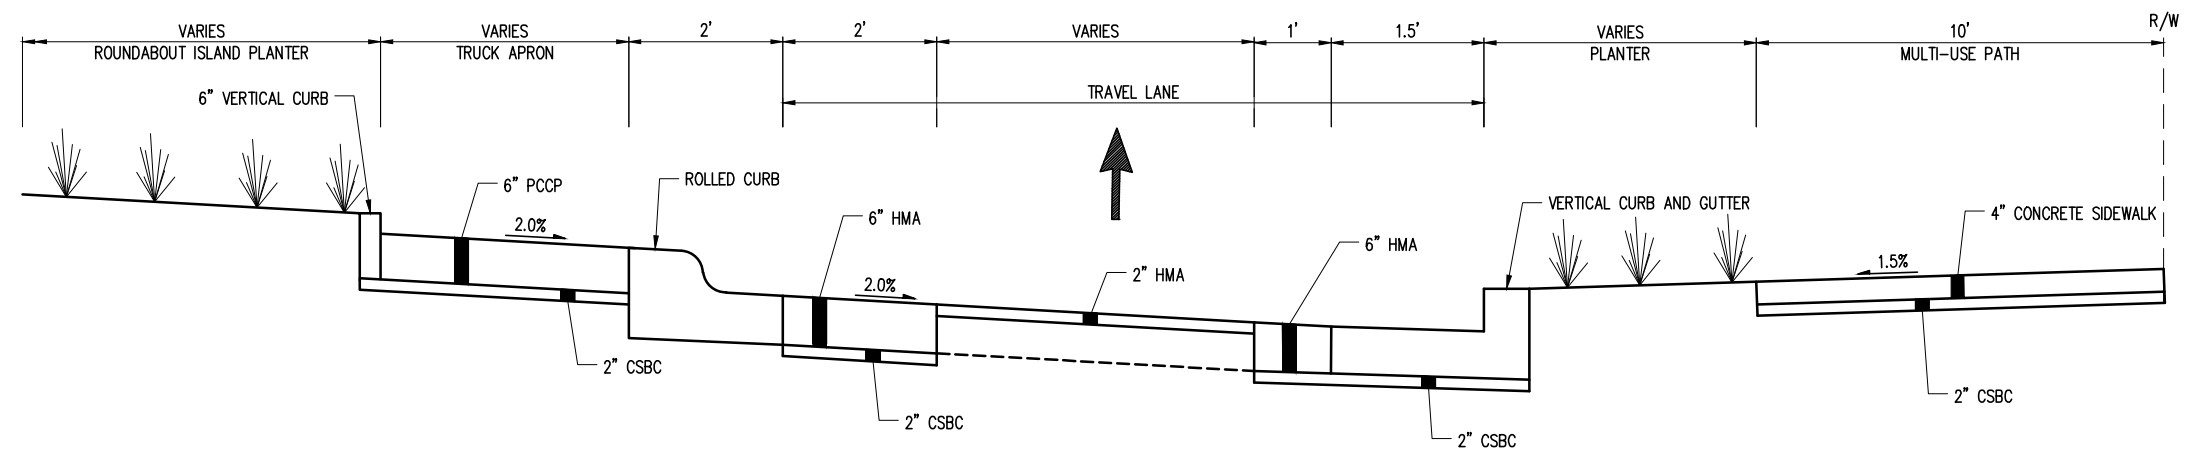 R/W
VARIES
VARIES
2'
2'
VARIES
1'
1.5'
VARIES
10'
ROUNDABOUT ISLAND PLANTER
TRUCK APRON
PLANTER
MULTI-USE PATH
6" VERTICAL CURB
TRAVEL LANE
6" PCCP
ROLLED CURB
2.0%
6" HMA
VERTICAL CURB AND GUTTER
4" CONCRETE SIDEWALK
6" HMA
2" HMA
2.0%
1.5%
2" CSBC
2" CSBC
2" CSBC
2" CSBC